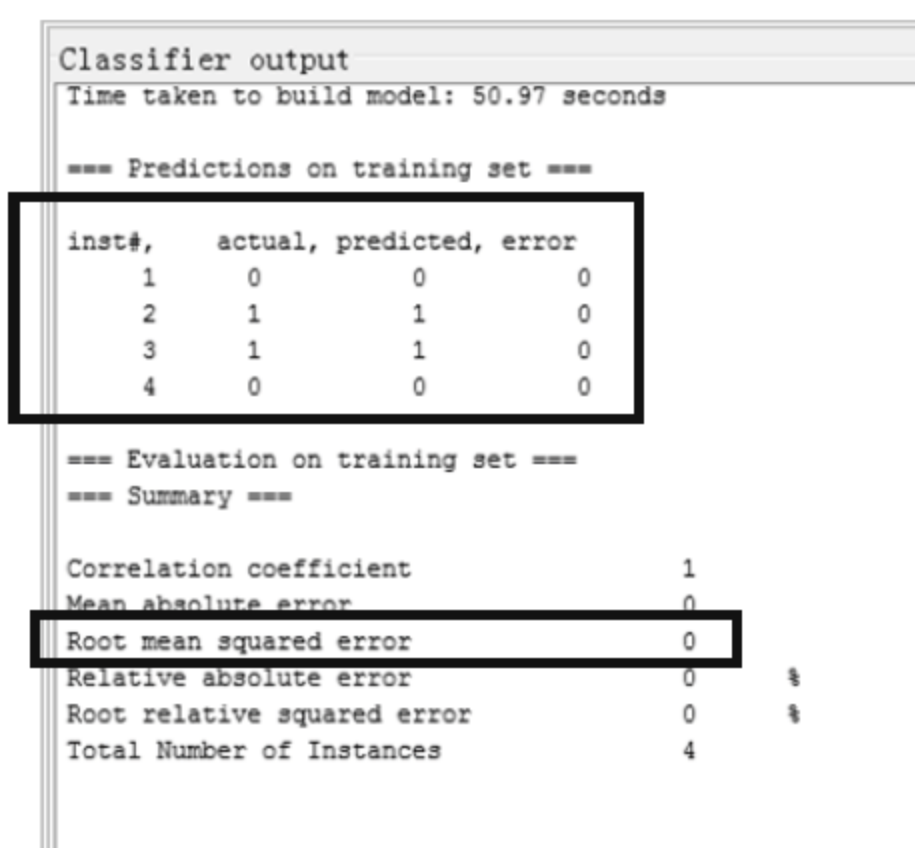 Classifier output
Time taken to build model: 50.97 seconds
=== Predictions on training set ===
inst#, actual, predicted, error
1 0 0 0
2 1 1 0
3 1 1 0
4 0 0 0
=== Evaluation on training set ===
=== Summary ===
Correlation coefficient 1
Mean absolute error 0
Root mean squared error 0
Relative absolute error 0 %
Root relative squared error 0 %
Total Number of Instances 4